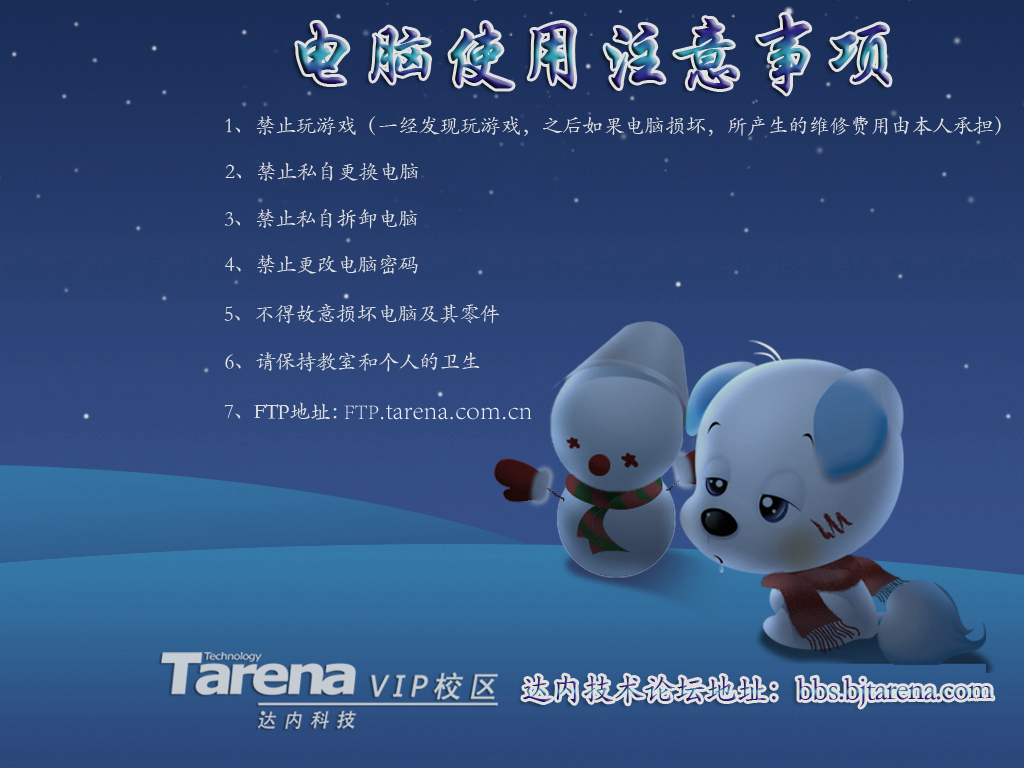 电脑使用注意事项
1、禁止玩游戏（一经发现玩游戏，之后如果电脑损坏，所产生的维修费用由本人承担）
2、禁止私自更换电脑
3、禁止私自拆卸电脑
4、禁止更改电脑密码
5、不得故意损坏电脑及其零件
6、请保持教室和个人的卫生
7、FTP地址: FTP.tarena.com.cn
Technology
Tarena VIP校区
达内科技
达内技术论坛地址：bbs.bjtarena.com